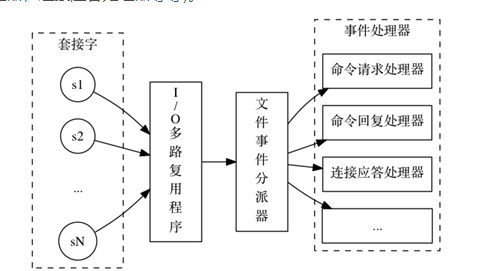 套接字
s1
s2
...
sN
I/O多路复用程序
文件事件分派器
事件处理器
命令请求处理器
命令回复处理器
连接应答处理器
...